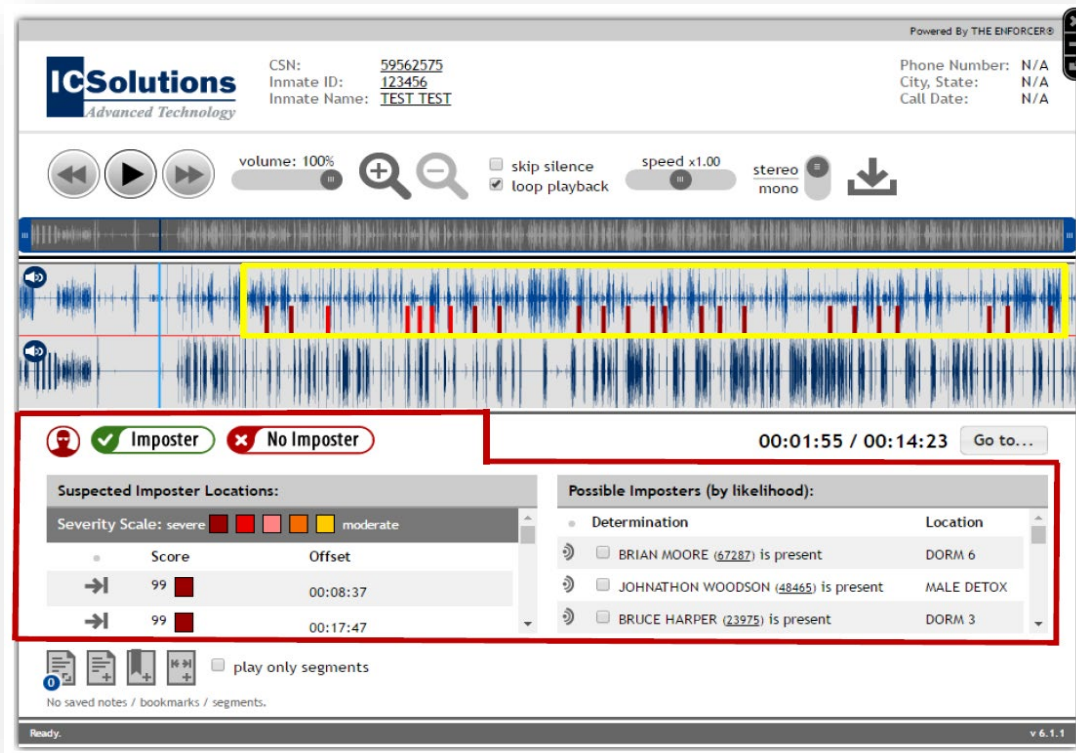 Powered By THE ENFORCER®
ICSolutions
Advanced Technology
CSN: 59562575
Inmate ID: 123456
Inmate Name: TEST TEST
Phone Number: N/A
City, State: N/A
Call Date: N/A
volume: 100%
skip silence
loop playback
speed x1.00
stereo
mono
Imposter
No Imposter
00:01:55 / 00:14:23
Go to...
Suspected Imposter Locations:
Severity Scale: severe moderate
Score Offset
99 00:08:37
99 00:17:47
Possible Imposters (by likelihood):
Determination Location
BRIAN MOORE (67287) is present DORM 6
JOHNATHON WOODSON (48465) is present MALE DETOX
BRUCE HARPER (23975) is present DORM 3
0
play only segments
No saved notes / bookmarks / segments.
Ready. v 6.1.1